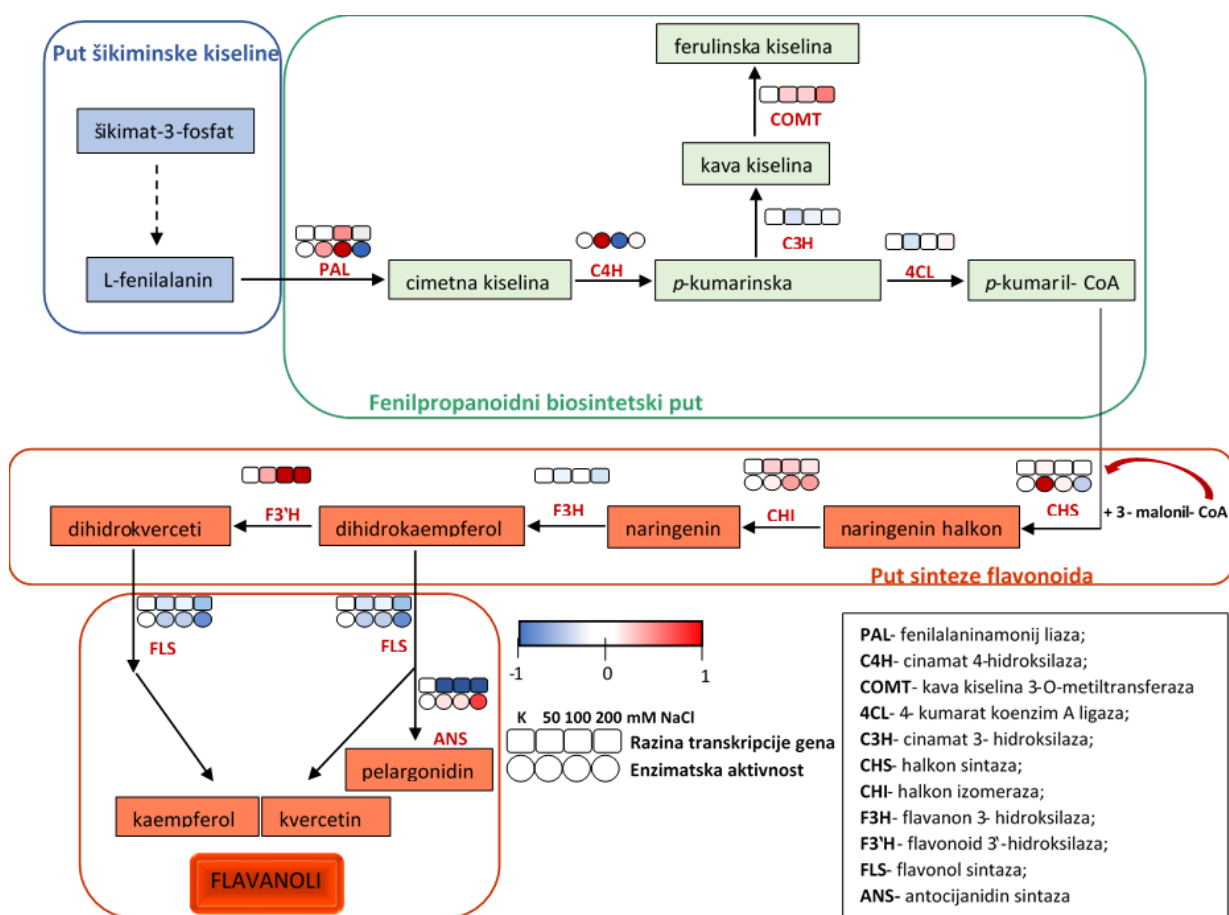 Put šikiminske kiseline
šikimat-3-fosfat
L-fenilalanin
ferulinska kiselina
COMT
kava kiselina
C3H
PAL
cimetna kiselina
C4H
p-kumarinska
4CL
p-kumaril- CoA
Fenilpropanoidni biosintetski put
dihidrokverceti
F3‛H
dihidrokaempferol
F3H
naringenin
CHI
naringenin halkon
CHS
+ 3- malonil- CoA
Put sinteze flavonoida
FLS
FLS
ANS
pelargonidin
kaempferol
kvercetin
FLAVANOLI
-1 0 1
K 50 100 200 mM NaCl
Razina transkripcije gena
Enzimatska aktivnost
PAL- fenilalaninamonij liaza;
C4H- cinamat 4-hidroksilaza;
COMT- kava kiselina 3-O-metiltransferaza
4CL- 4- kumarat koenzim A ligaza;
C3H- cinamat 3- hidroksilaza;
CHS- halkon sintaza;
CHI- halkon izomeraza;
F3H- flavanon 3- hidroksilaza;
F3‛H- flavonoid 3‛-hidroksilaza;
FLS- flavonol sintaza;
ANS- antocijanidin sintaza